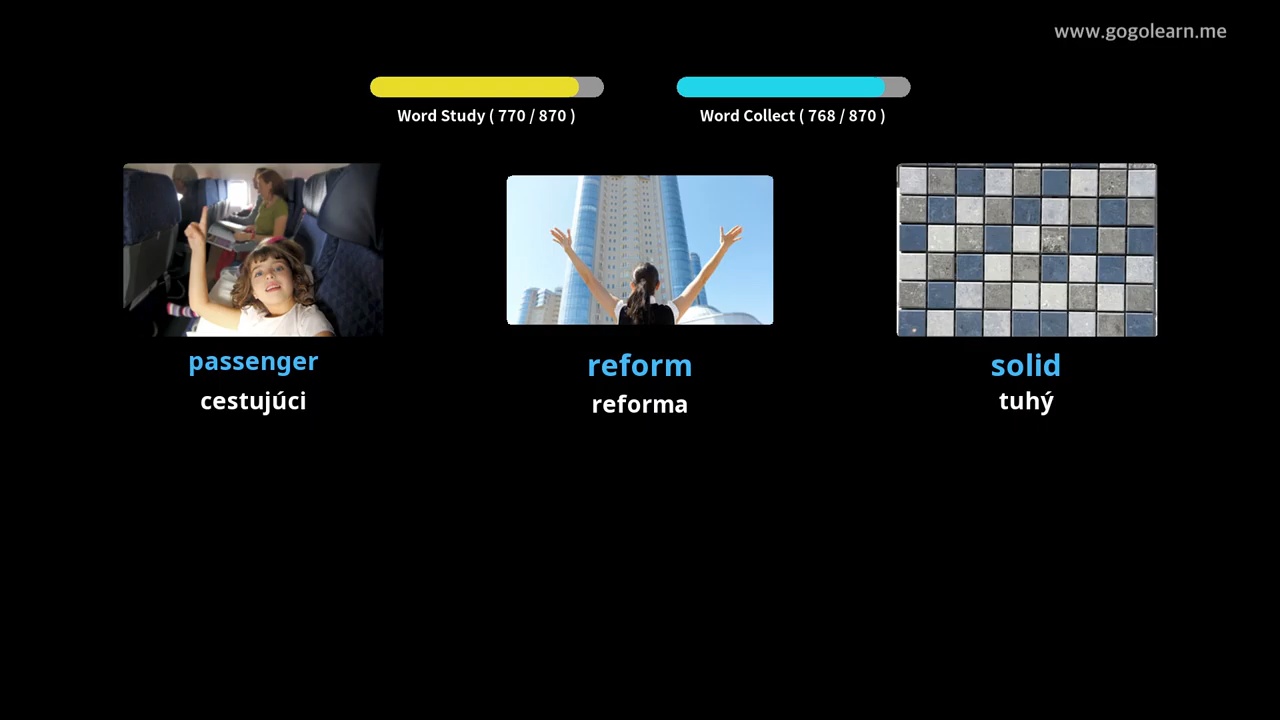 www.gogolearn.me
Word Study ( 770 / 870 )
Word Collect ( 768 / 870 )
passenger
cestujúci
reform
reforma
solid
tuhý